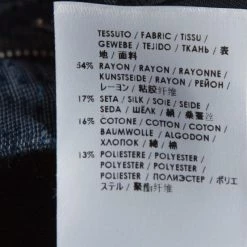 TESSUTO / FABRIC / TISSU /
GEWEBE / TEJIDO / ТКАНЬ / 表
地 / 面料
54% RAYON / RAYON / RAYONNE /
KUNSTSEIDE / RAYON / РЕЙОН /
レーヨン / 粘胶纤维
17% SETA / SILK / SOIE / SEIDE /
SEDA / ШЁЛК / 絹 / 桑蚕丝
16% COTONE / COTTON / COTON /
BAUMWOLLE / ALGODON /
ХЛОПОК / 綿 / 棉
13% POLIESTERE / POLYESTER /
POLYESTER / POLYESTER /
POLIESTER / ПОЛИЭСТЕР / ポリエ
ステル / 聚酯纤维